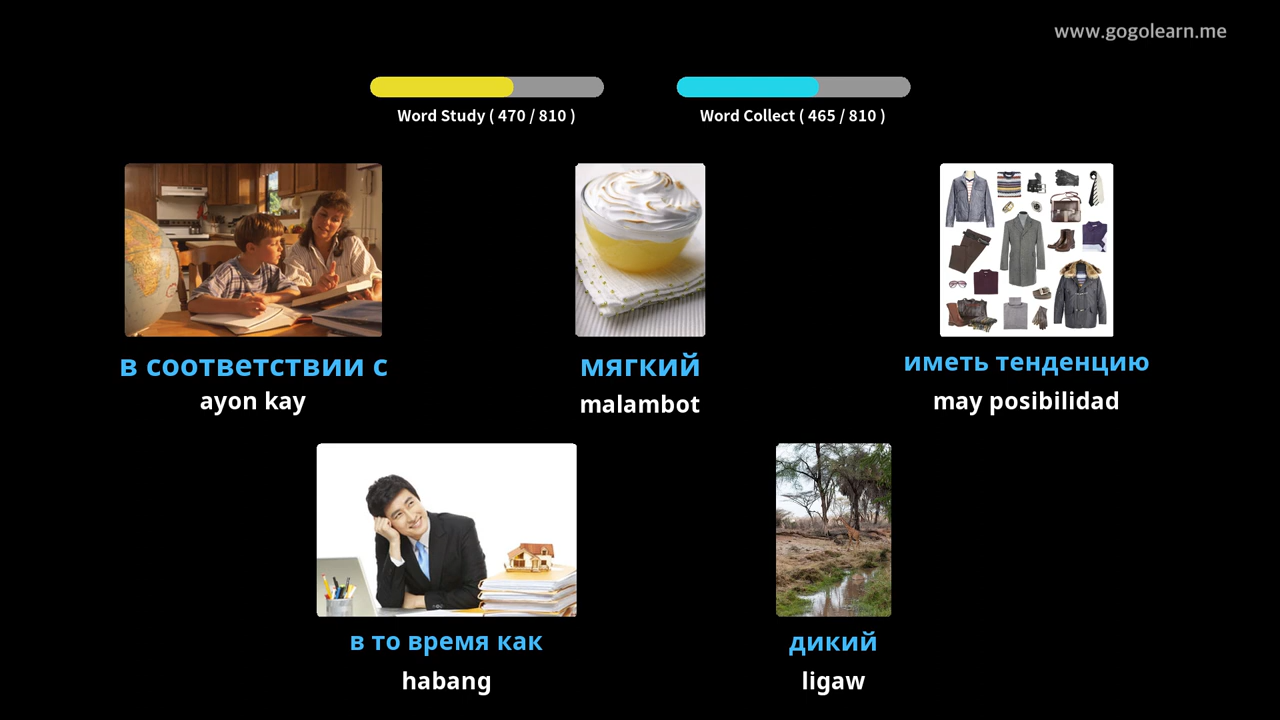 www.gogolearn.me
Word Study ( 470 / 810 )
Word Collect ( 465 / 810 )
в соответствии с
ayon kay
мягкий
malambot
иметь тенденцию
may posibilidad
в то время как
habang
дикий
ligaw